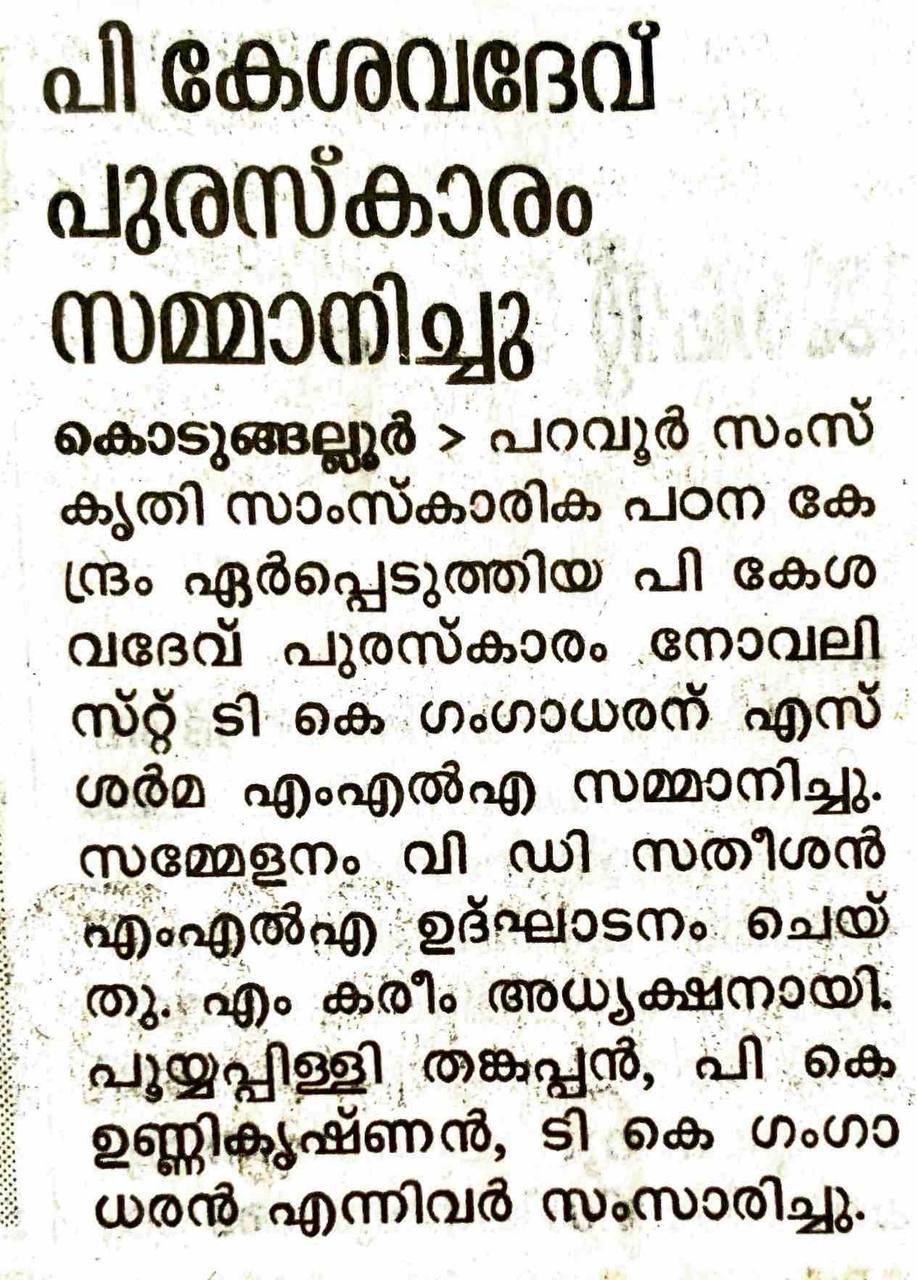 പി കേശവദേവ്
പുരസ്കാരം
സമ്മാനിച്ചു
കൊടുങ്ങല്ലൂർ > പറവൂർ സംസ്
കൃതി സാംസ്കാരിക പഠന കേ
ന്ദ്രം ഏർപ്പെടുത്തിയ പി കേശ
വദേവ് പുരസ്കാരം നോവലി
സ്റ്റ് ടി കെ ഗംഗാധരന് എസ്
ശർമ എംഎൽഎ സമ്മാനിച്ചു.
സമ്മേളനം വി ഡി സതീശൻ
എംഎൽഎ ഉദ്ഘാടനം ചെയ്
തു. എം കരീം അധ്യക്ഷനായി.
പൂയ്യപ്പിള്ളി തങ്കപ്പൻ, പി കെ
ഉണ്ണികൃഷ്ണൻ, ടി കെ ഗംഗാ
ധരൻ എന്നിവർ സംസാരിച്ചു.